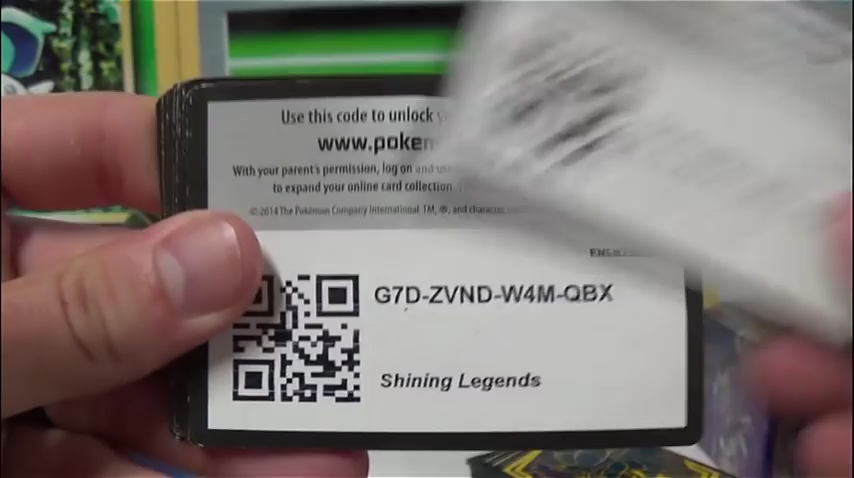 Use this code to unlock
www.pokem
With your parent's permission, log on and
to expand your online card collection.
©2014 The Pokémon Company International. TM, ®, and character
G7D-ZVND-W4M-QBX
Shining Legends